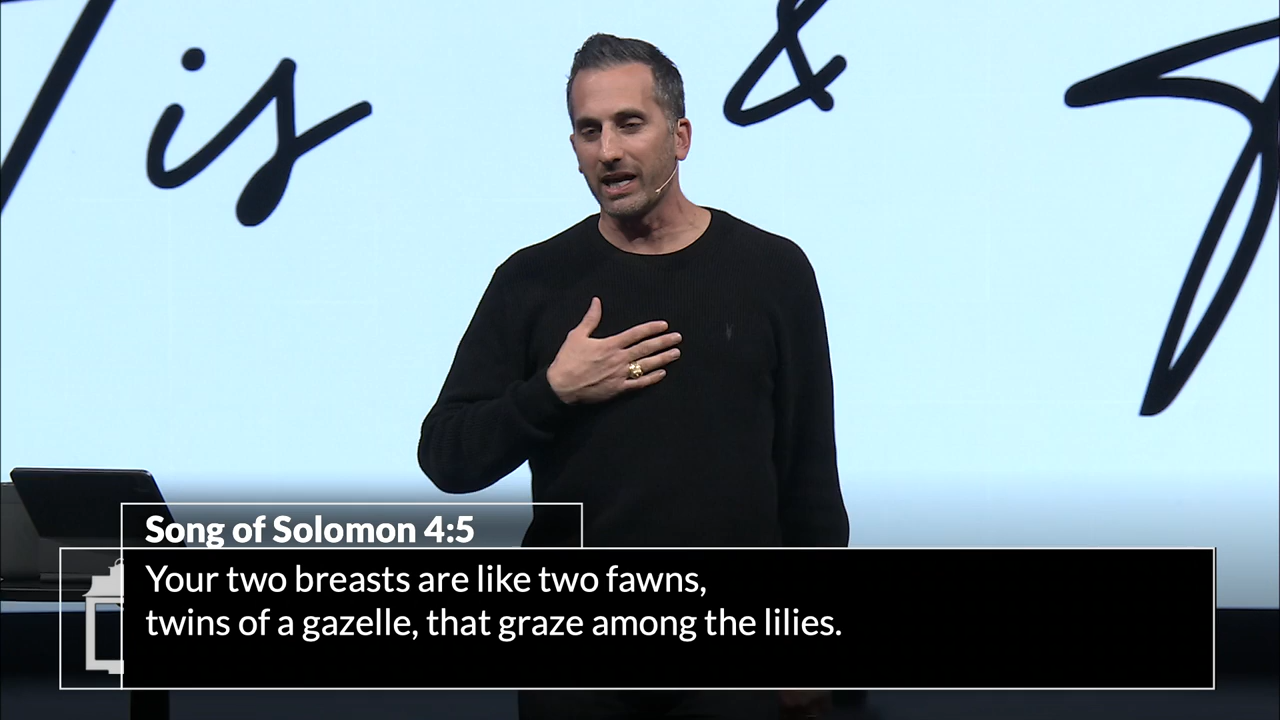 is &
Song of Solomon 4:5
Your two breasts are like two fawns,
twins of a gazelle, that graze among the lilies.